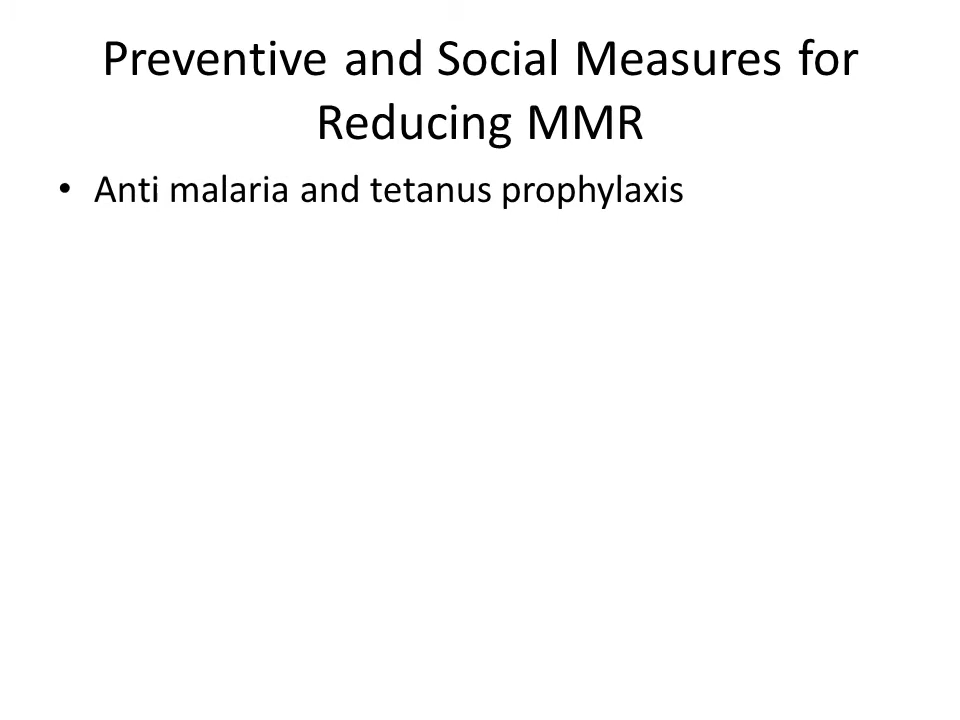 Preventive and Social Measures for
Reducing MMR
• Anti malaria and tetanus prophylaxis